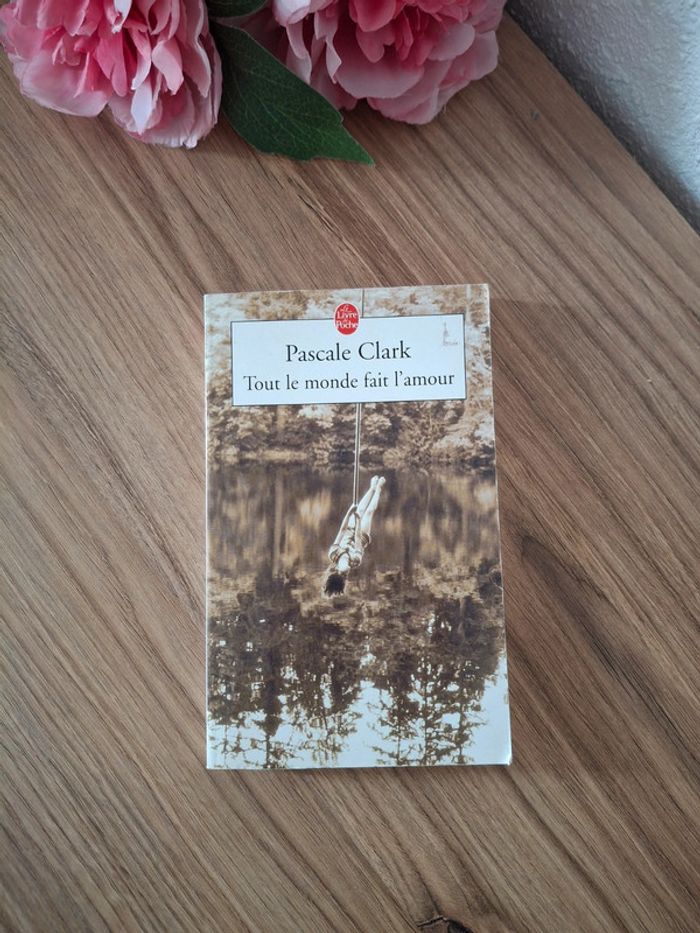 Le
Livre
de
Poche
Pascale Clark
Tout le monde fait l'amour